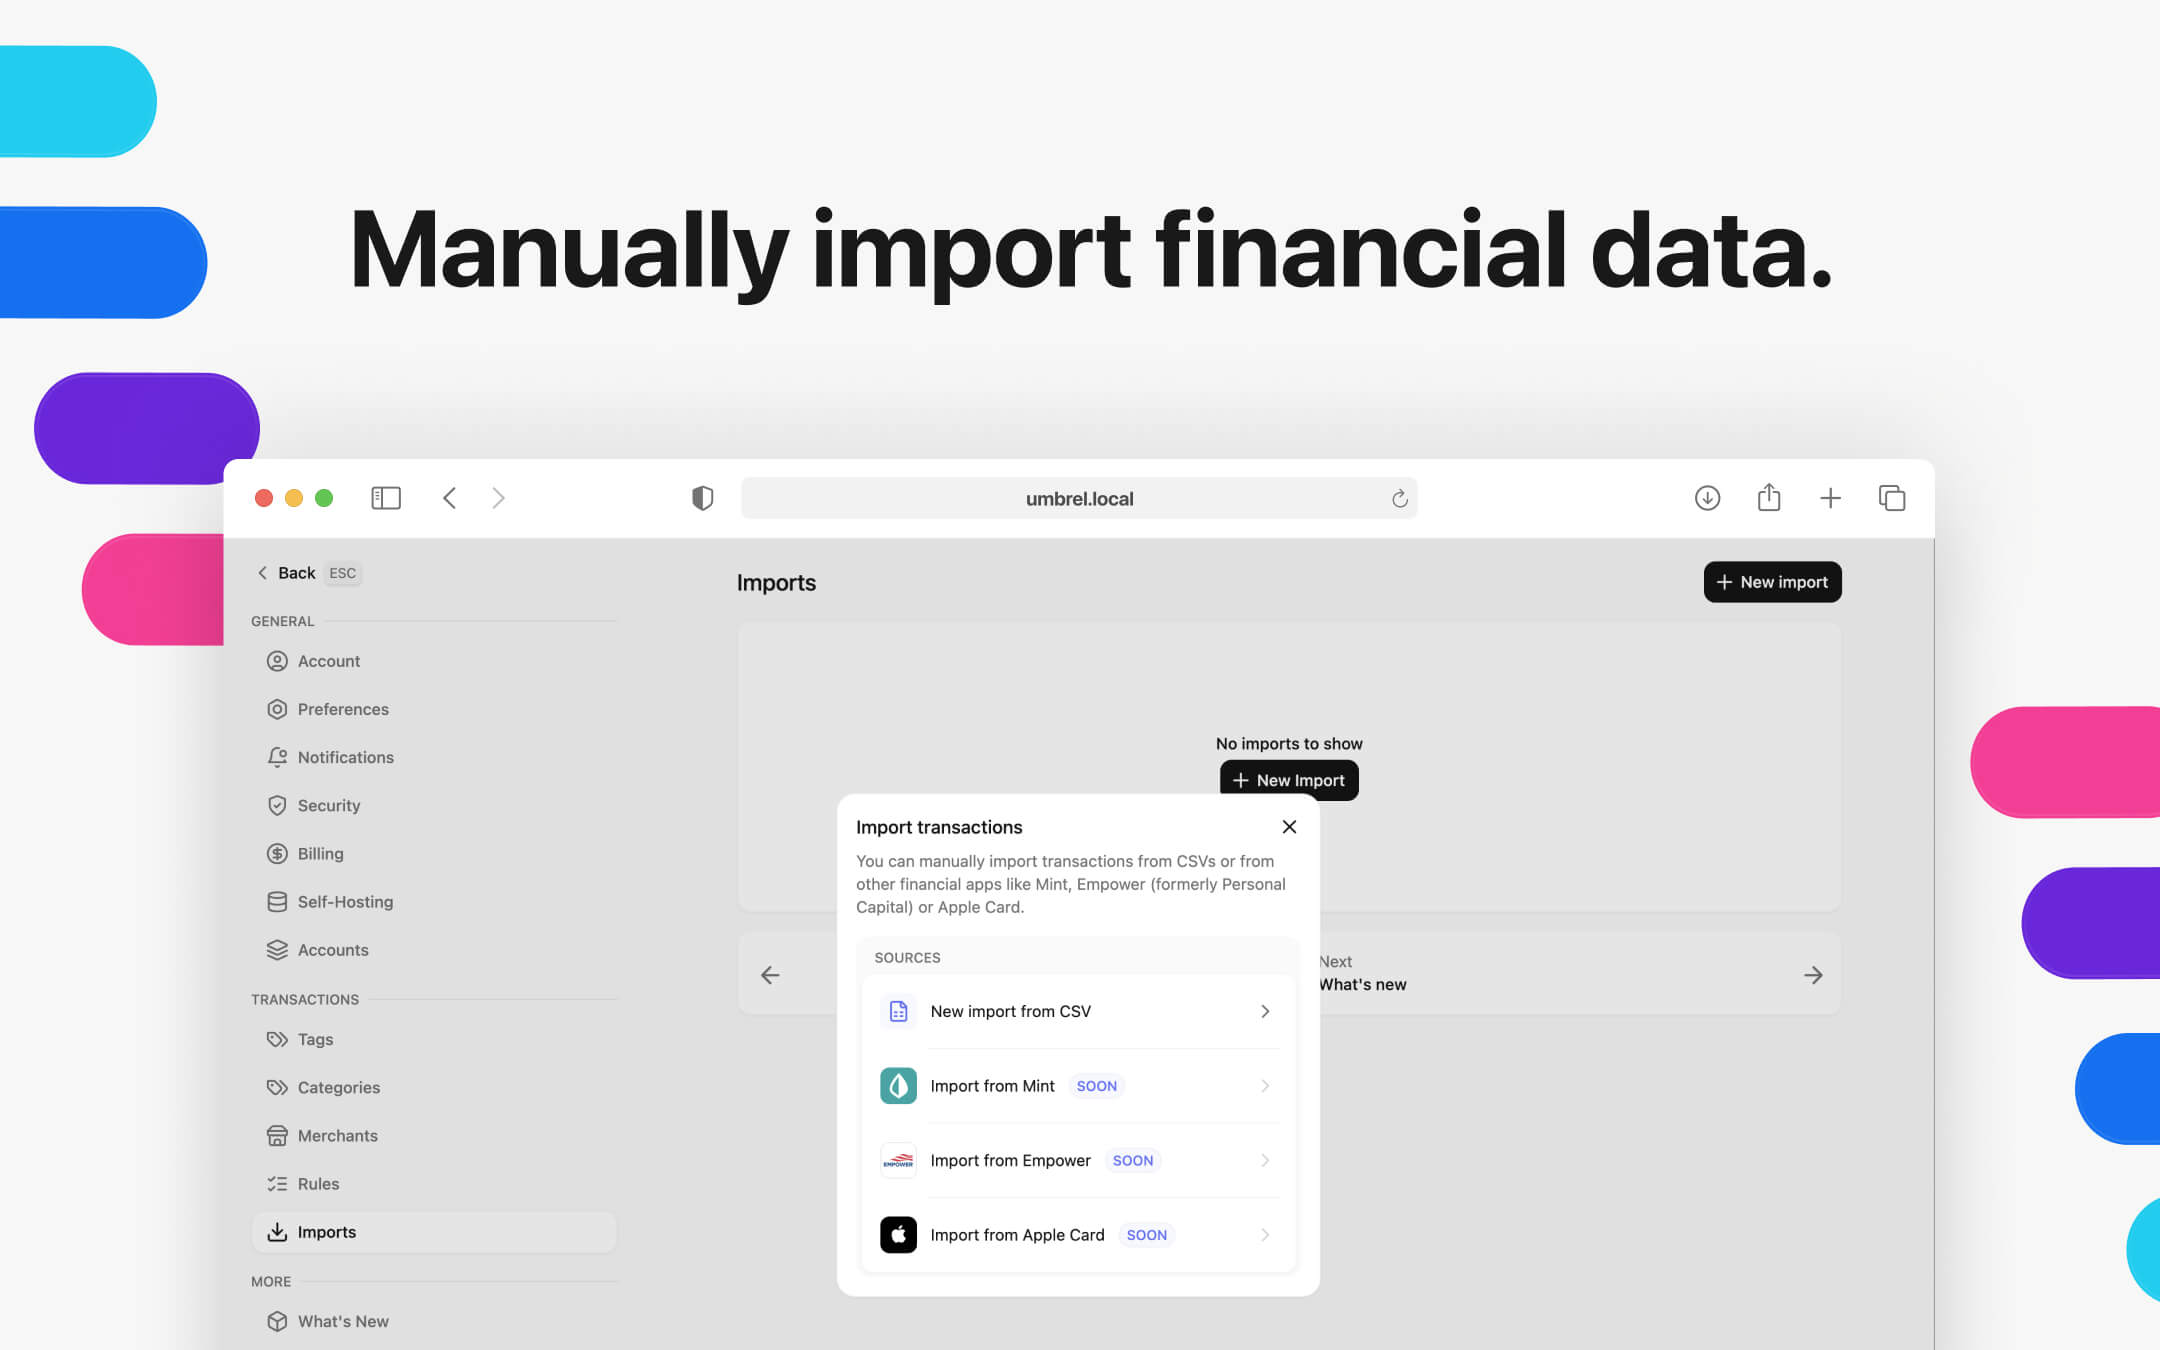 Manually import financial data.
umbrel.local
Back ESC
GENERAL
Account
Preferences
Notifications
Security
Billing
Self-Hosting
Accounts
TRANSACTIONS
Tags
Categories
Merchants
Rules
Imports
MORE
What's New
Imports
New import
No imports to show
New Import
Import transactions
You can manually import transactions from CSVs or from
other financial apps like Mint, Empower (formerly Personal
Capital) or Apple Card.
SOURCES
New import from CSV
Import from Mint SOON
EMPOWER
Import from Empower SOON
Import from Apple Card SOON
Next
What's new